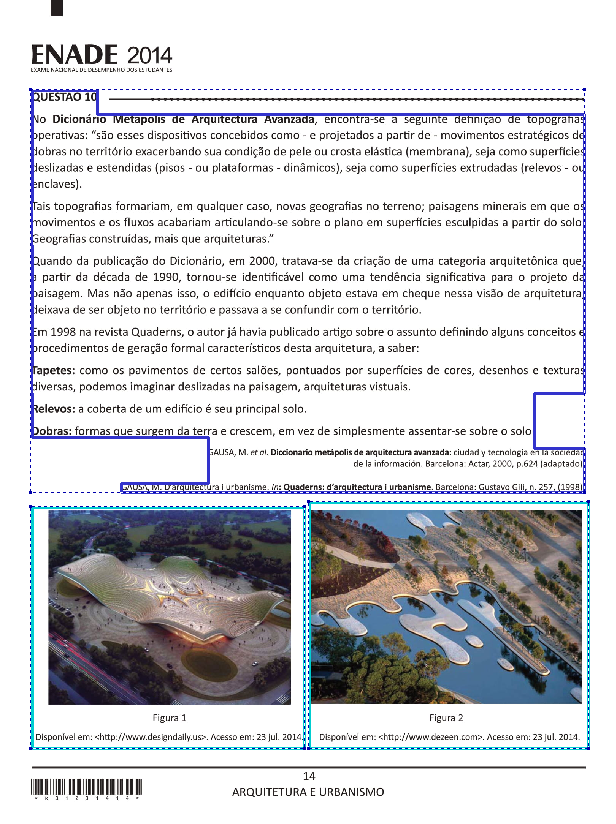 ENADE 2014
EXAME NACIONAL DE DESEMPENHO DOS ESTUDANTES
QUESTÃO 10
No Dicionário Metápolis de Arquitectura Avanzada, encontra-se a seguinte definição de topografias
operativas: “são esses dispositivos concebidos como - e projetados a partir de - movimentos estratégicos de
dobras no território exacerbando sua condição de pele ou crosta elástica (membrana), seja como superfícies
deslizadas e estendidas (pisos - ou plataformas - dinâmicos), seja como superfícies extrudadas (relevos - ou
enclaves).
Tais topografias formariam, em qualquer caso, novas geografias no terreno; paisagens minerais em que os
movimentos e os fluxos acabariam articulando-se sobre o plano em superfícies esculpidas a partir do solo.
Geografias construídas, mais que arquiteturas.”
Quando da publicação do Dicionário, em 2000, tratava-se da criação de uma categoria arquitetônica que,
a partir da década de 1990, tornou-se identificável como uma tendência significativa para o projeto da
paisagem. Mas não apenas isso, o edifício enquanto objeto estava em cheque nessa visão de arquitetura,
deixava de ser objeto no território e passava a se confundir com o território.
Em 1998 na revista Quaderns, o autor já havia publicado artigo sobre o assunto definindo alguns conceitos e
procedimentos de geração formal característicos desta arquitetura, a saber:
Tapetes: como os pavimentos de certos salões, pontuados por superfícies de cores, desenhos e texturas
diversas, podemos imaginar deslizadas na paisagem, arquiteturas vistuais.
Relevos: a coberta de um edifício é seu principal solo.
Dobras: formas que surgem da terra e crescem, em vez de simplesmente assentar-se sobre o solo.
GAUSA, M. et al. Diccionario metápolis de arquitectura avanzada: ciudad y tecnología en la sociedad
de la información. Barcelona: Actar, 2000, p.624 (adaptado).
GAUSA, M. D’arquitectura i urbanisme. In: Quaderns: d’arquitectura i urbanisme. Barcelona: Gustavo Gili, n. 257, (1998).
Figura 1
Figura 2
Disponível em: <http://www.designdaily.us>. Acesso em: 23 jul. 2014.
Disponível em: <http://www.dezeen.com>. Acesso em: 23 jul. 2014.
14
ARQUITETURA E URBANISMO